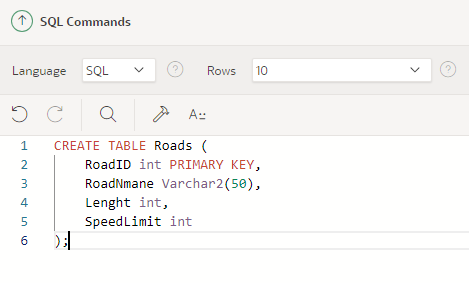 SQL Commands
Language SQL Rows 10
A
1 CREATE TABLE Roads (
2 RoadID int PRIMARY KEY,
3 RoadNmane Varchar2(50),
4 Lenght int,
5 SpeedLimit int
6 );